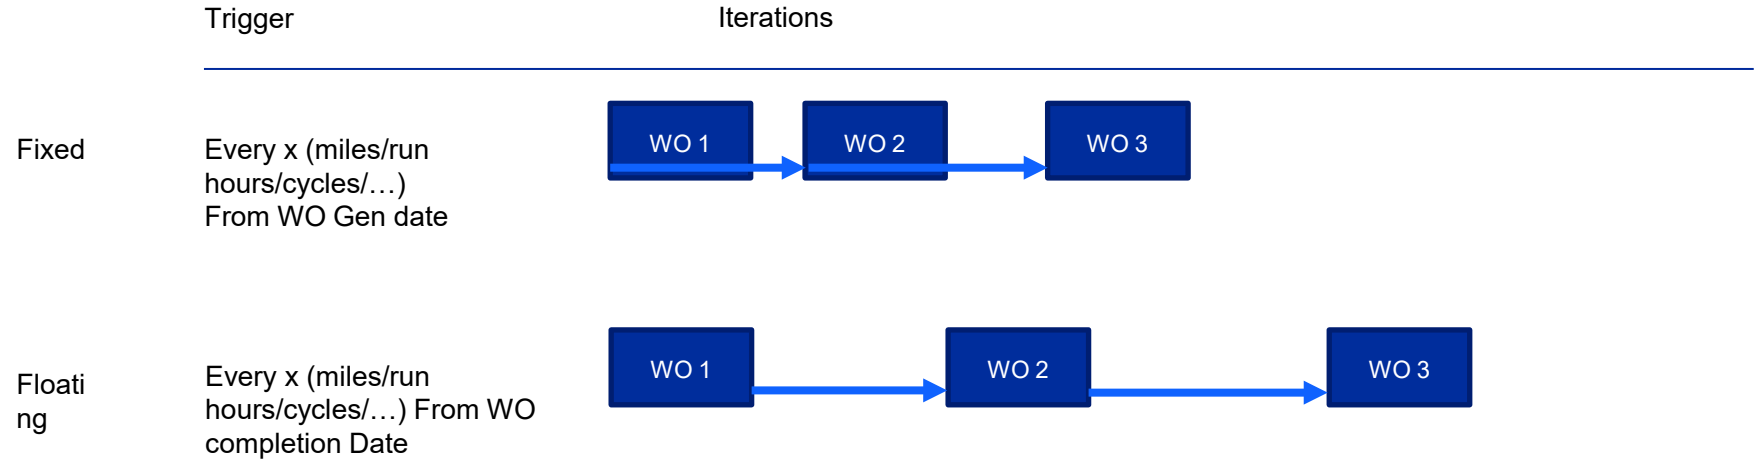 Trigger Iterations
Fixed
Every x (miles/run
hours/cycles/…)
From WO Gen date
WO 1 WO 2 WO 3
Floati
ng
Every x (miles/run
hours/cycles/…) From WO
completion Date
WO 1 WO 2 WO 3